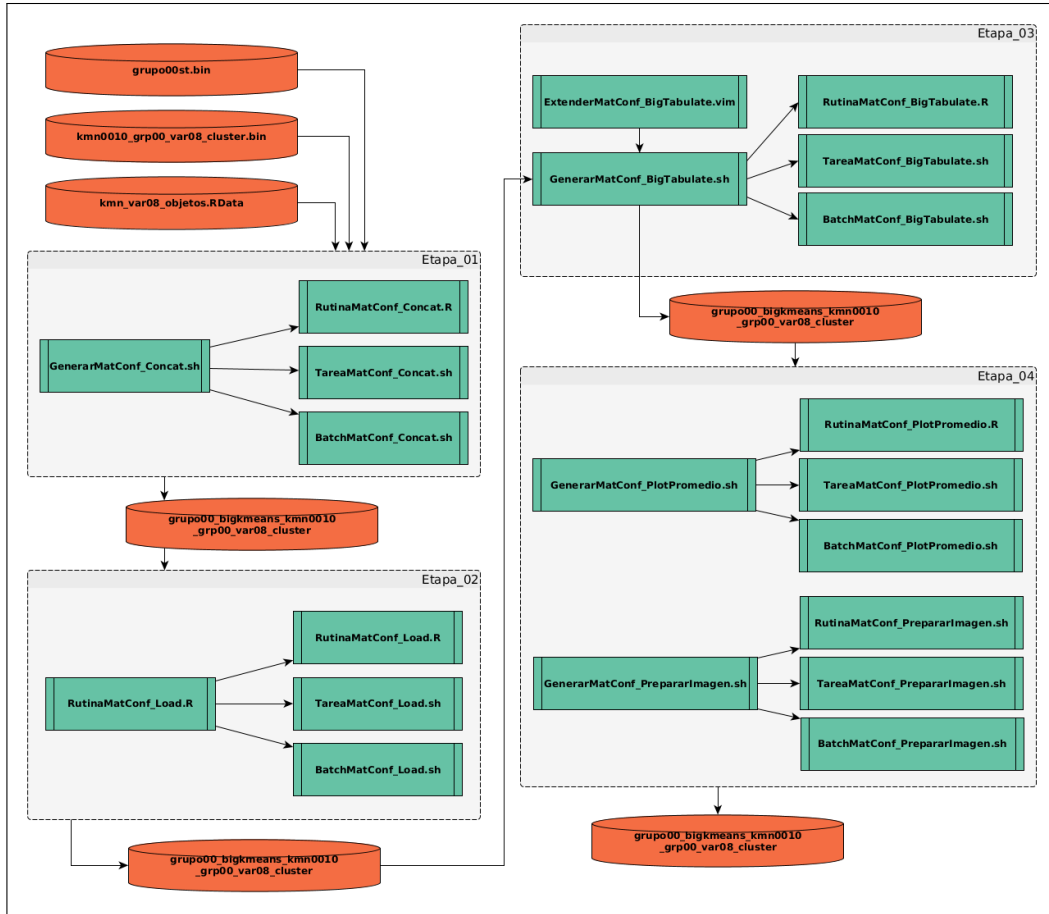 grupo00st.bin
kmn0010_grp00_var08_cluster.bin
kmn_var08_objetos.RData
Etapa_01
RutinaMatConf_Concat.R
GenerarMatConf_Concat.sh
TareaMatConf_Concat.sh
BatchMatConf_Concat.sh
grupo00_bigkmeans_kmn0010
_grp00_var08_cluster
Etapa_02
RutinaMatConf_Load.R
RutinaMatConf_Load.R
TareaMatConf_Load.sh
BatchMatConf_Load.sh
grupo00_bigkmeans_kmn0010
_grp00_var08_cluster
Etapa_03
ExtenderMatConf_BigTabulate.vim
RutinaMatConf_BigTabulate.R
GenerarMatConf_BigTabulate.sh
TareaMatConf_BigTabulate.sh
BatchMatConf_BigTabulate.sh
grupo00_bigkmeans_kmn0010
_grp00_var08_cluster
Etapa_04
RutinaMatConf_PlotPromedio.R
GenerarMatConf_PlotPromedio.sh
TareaMatConf_PlotPromedio.sh
BatchMatConf_PlotPromedio.sh
RutinaMatConf_PrepararImagen.sh
GenerarMatConf_PrepararImagen.sh
TareaMatConf_PrepararImagen.sh
BatchMatConf_PrepararImagen.sh
grupo00_bigkmeans_kmn0010
_grp00_var08_cluster